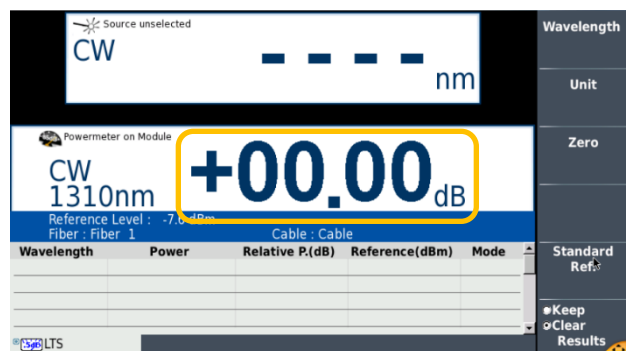 Source unselected
CW
---- nm
Powermeter on Module
CW
1310nm
+00.00 dB
Reference Level : -7.6 dBm
Fiber : Fiber 1 Cable : Cable
Wavelength Power Relative P.(dB) Reference(dBm) Mode
LTS
Wavelength
Unit
Zero
Standard
Ref.
Keep
Clear
Results